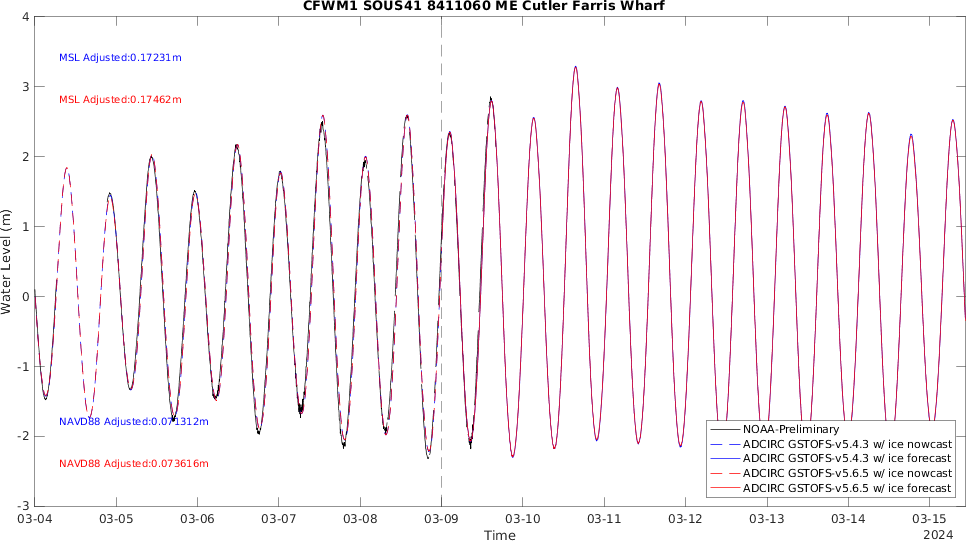 CFWM1 SOUS41 8411060 ME Cutler Farris Wharf
4
3
2
1
0
-1
-2
-3
Water Level (m)
MSL Adjusted:0.17231m
MSL Adjusted:0.17462m
NAVD88 Adjusted:0.071312m
NAVD88 Adjusted:0.073616m
NOAA-Preliminary
ADCIRC GSTOFS-v5.4.3 w/ ice nowcast
ADCIRC GSTOFS-v5.4.3 w/ ice forecast
ADCIRC GSTOFS-v5.6.5 w/ ice nowcast
ADCIRC GSTOFS-v5.6.5 w/ ice forecast
03-04 03-05 03-06 03-07 03-08 03-09 03-10 03-11 03-12 03-13 03-14 03-15
Time
2024